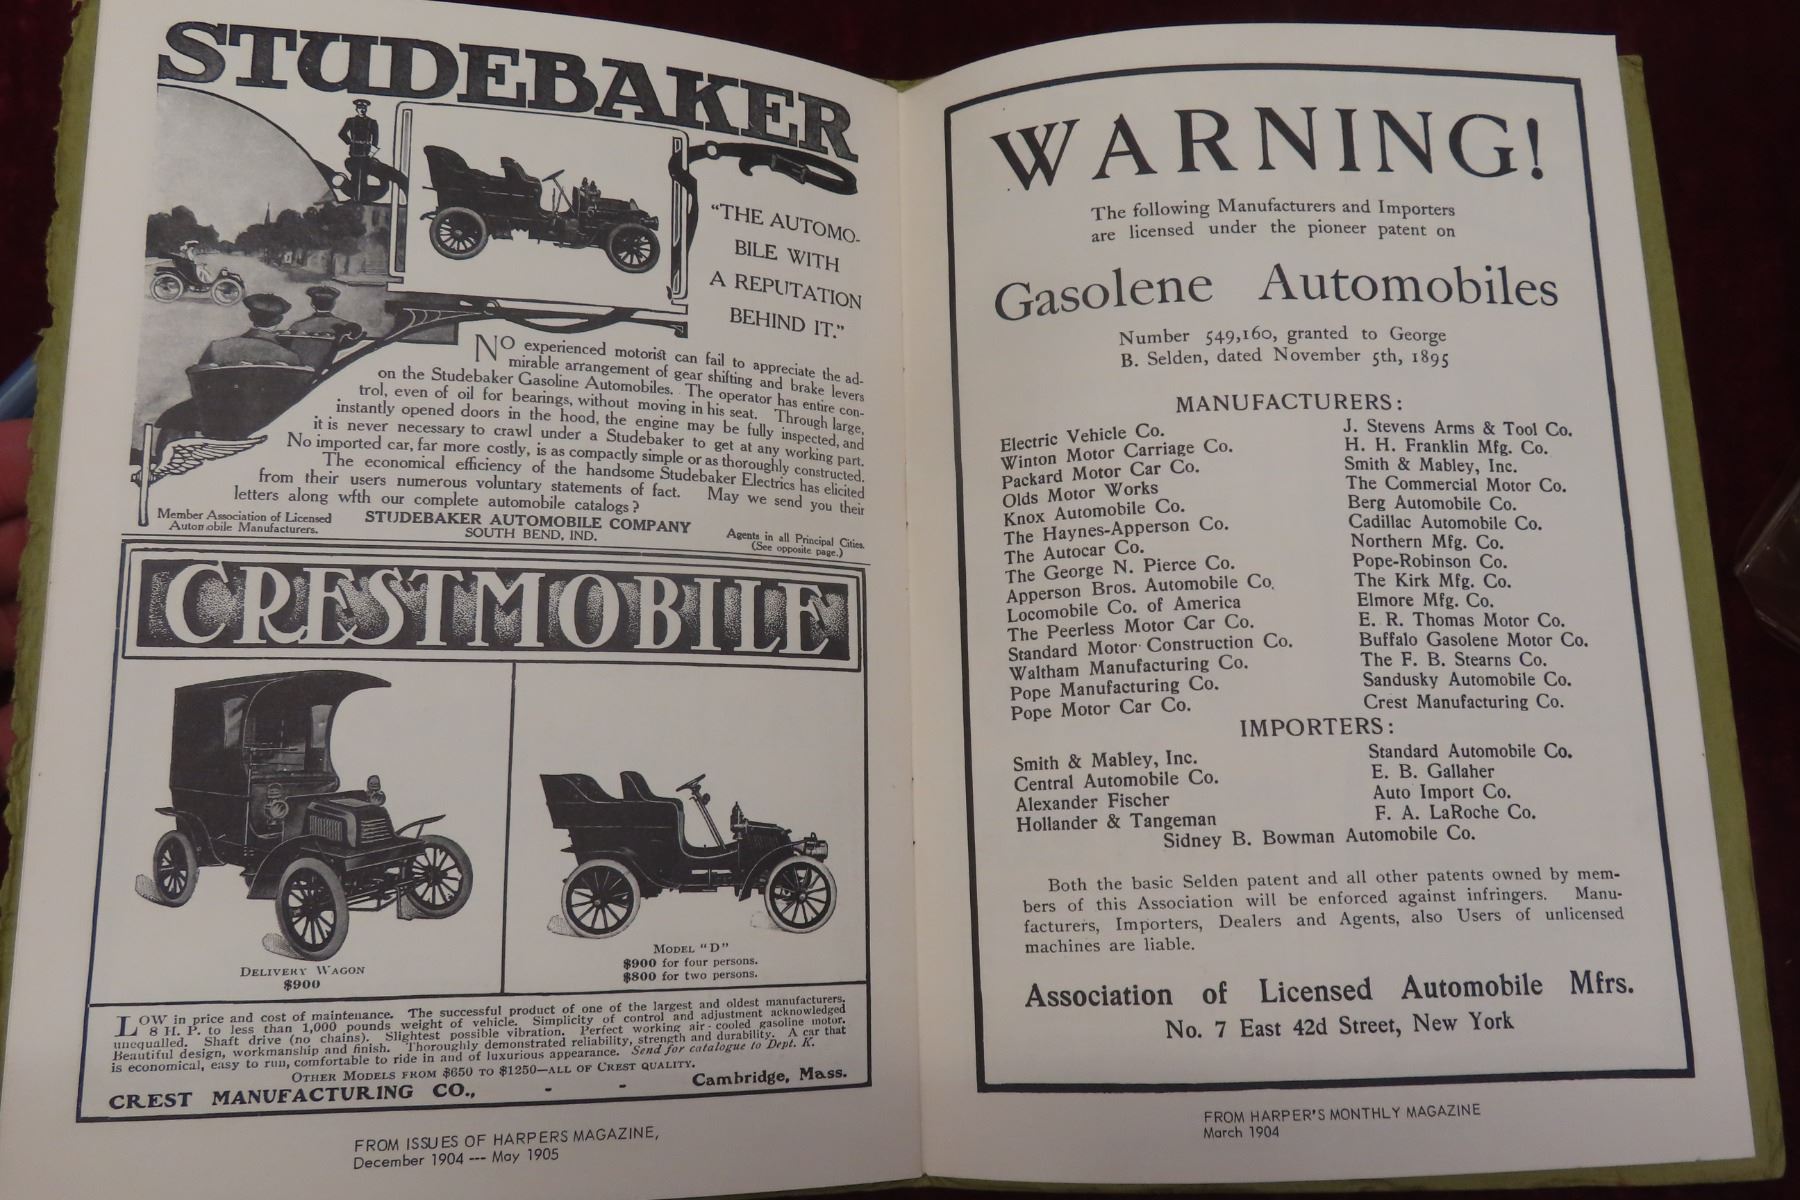 STUDEBAKER
"THE AUTOMO-
BILE WITH
A REPUTATION
BEHIND IT."
NO experienced motorist can fail to appreciate the ad-
mirable arrangement of gear shifting and brake levers
on the Studebaker Gasoline Automobiles. The operator has entire con-
trol, even of oil for bearings, without moving in his seat. Through large,
instantly opened doors in the hood, the engine may be fully inspected, and
it is never necessary to crawl under a Studebaker to get at any working part.
No imported car, far more costly, is as compactly simple or as thoroughly constructed.
The economical efficiency of the handsome Studebaker Electrics has elicited
from their users numerous voluntary statements of fact. May we send you their
letters along with our complete automobile catalogs?
Member Association of Licensed
Automobile Manufacturers.
STUDEBAKER AUTOMOBILE COMPANY
SOUTH BEND, IND.
Agents in all Principal Cities.
(See opposite page.)
CRESTMOBILE
DELIVERY WAGON
$900
MODEL "D"
$900 for four persons.
$800 for two persons.
LOW in price and cost of maintenance. The successful product of one of the largest and oldest manufacturers.
8 H. P. to less than 1,000 pounds weight of vehicle. Simplicity of control and adjustment acknowledged
unequalled. Shaft drive (no chains). Slightest possible vibration. Perfect working air-cooled gasoline motor.
Beautiful design, workmanship and finish. Thoroughly demonstrated reliability, strength and durability. A car that
is economical, easy to run, comfortable to ride in and of luxurious appearance. Send for catalogue to Dept. K.
OTHER MODELS FROM $650 TO $1250—ALL OF CREST QUALITY.
CREST MANUFACTURING CO., - - Cambridge, Mass.
FROM ISSUES OF HARPERS MAGAZINE,
December 1904 --- May 1905
WARNING!
The following Manufacturers and Importers
are licensed under the pioneer patent on
Gasolene Automobiles
Number 549,160, granted to George
B. Selden, dated November 5th, 1895
MANUFACTURERS:
Electric Vehicle Co.
Winton Motor Carriage Co.
Packard Motor Car Co.
Olds Motor Works
Knox Automobile Co.
The Haynes-Apperson Co.
The Autocar Co.
The George N. Pierce Co.
Apperson Bros. Automobile Co.
Locomobile Co. of America
The Peerless Motor Car Co.
Standard Motor Construction Co.
Waltham Manufacturing Co.
Pope Manufacturing Co.
Pope Motor Car Co.
J. Stevens Arms & Tool Co.
H. H. Franklin Mfg. Co.
Smith & Mabley, Inc.
The Commercial Motor Co.
Berg Automobile Co.
Cadillac Automobile Co.
Northern Mfg. Co.
Pope-Robinson Co.
The Kirk Mfg. Co.
Elmore Mfg. Co.
E. R. Thomas Motor Co.
Buffalo Gasolene Motor Co.
The F. B. Stearns Co.
Sandusky Automobile Co.
Crest Manufacturing Co.
IMPORTERS:
Smith & Mabley, Inc.
Central Automobile Co.
Alexander Fischer
Hollander & Tangeman
Standard Automobile Co.
E. B. Gallaher
Auto Import Co.
F. A. LaRoche Co.
Sidney B. Bowman Automobile Co.
Both the basic Selden patent and all other patents owned by mem-
bers of this Association will be enforced against infringers. Manu-
facturers, Importers, Dealers and Agents, also Users of unlicensed
machines are liable.
Association of Licensed Automobile Mfrs.
No. 7 East 42d Street, New York
FROM HARPER'S MONTHLY MAGAZINE
March 1904